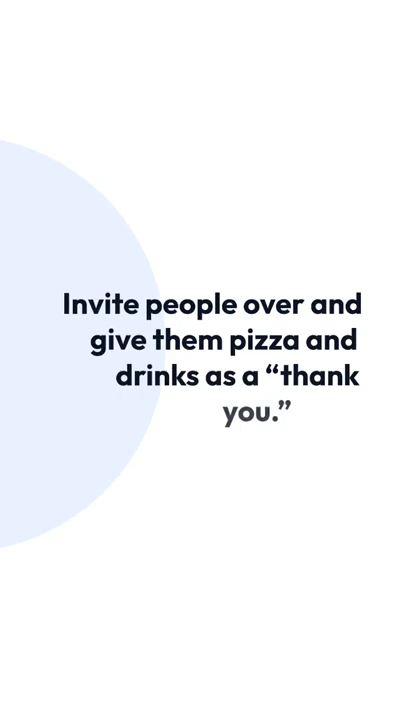 Invite people over and
give them pizza and
drinks as a “thank
you.”